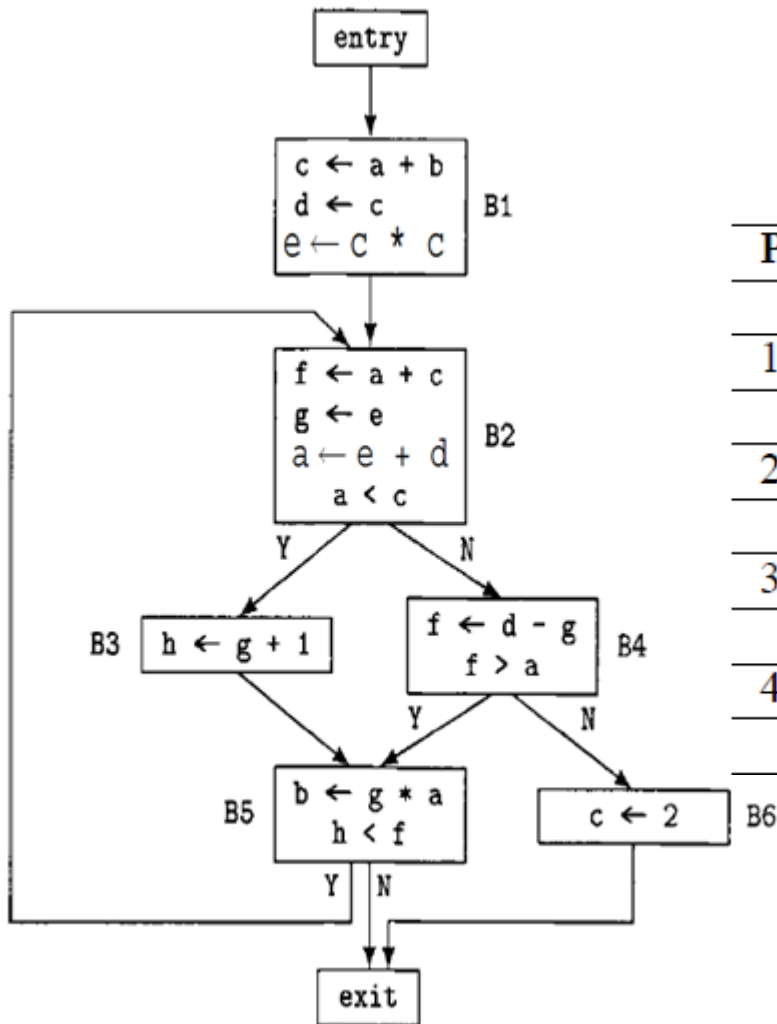 entry
c ← a + b
d ← c
e ← C * C
B1
P
f ← a + c
g ← e
a ← e + d
a < c
B2
1
2
Y
N
3
B3
h ← g + 1
f ← d - g
f > a
B4
4
Y
N
B5
b ← g * a
h < f
c ← 2
B6
Y
N
exit